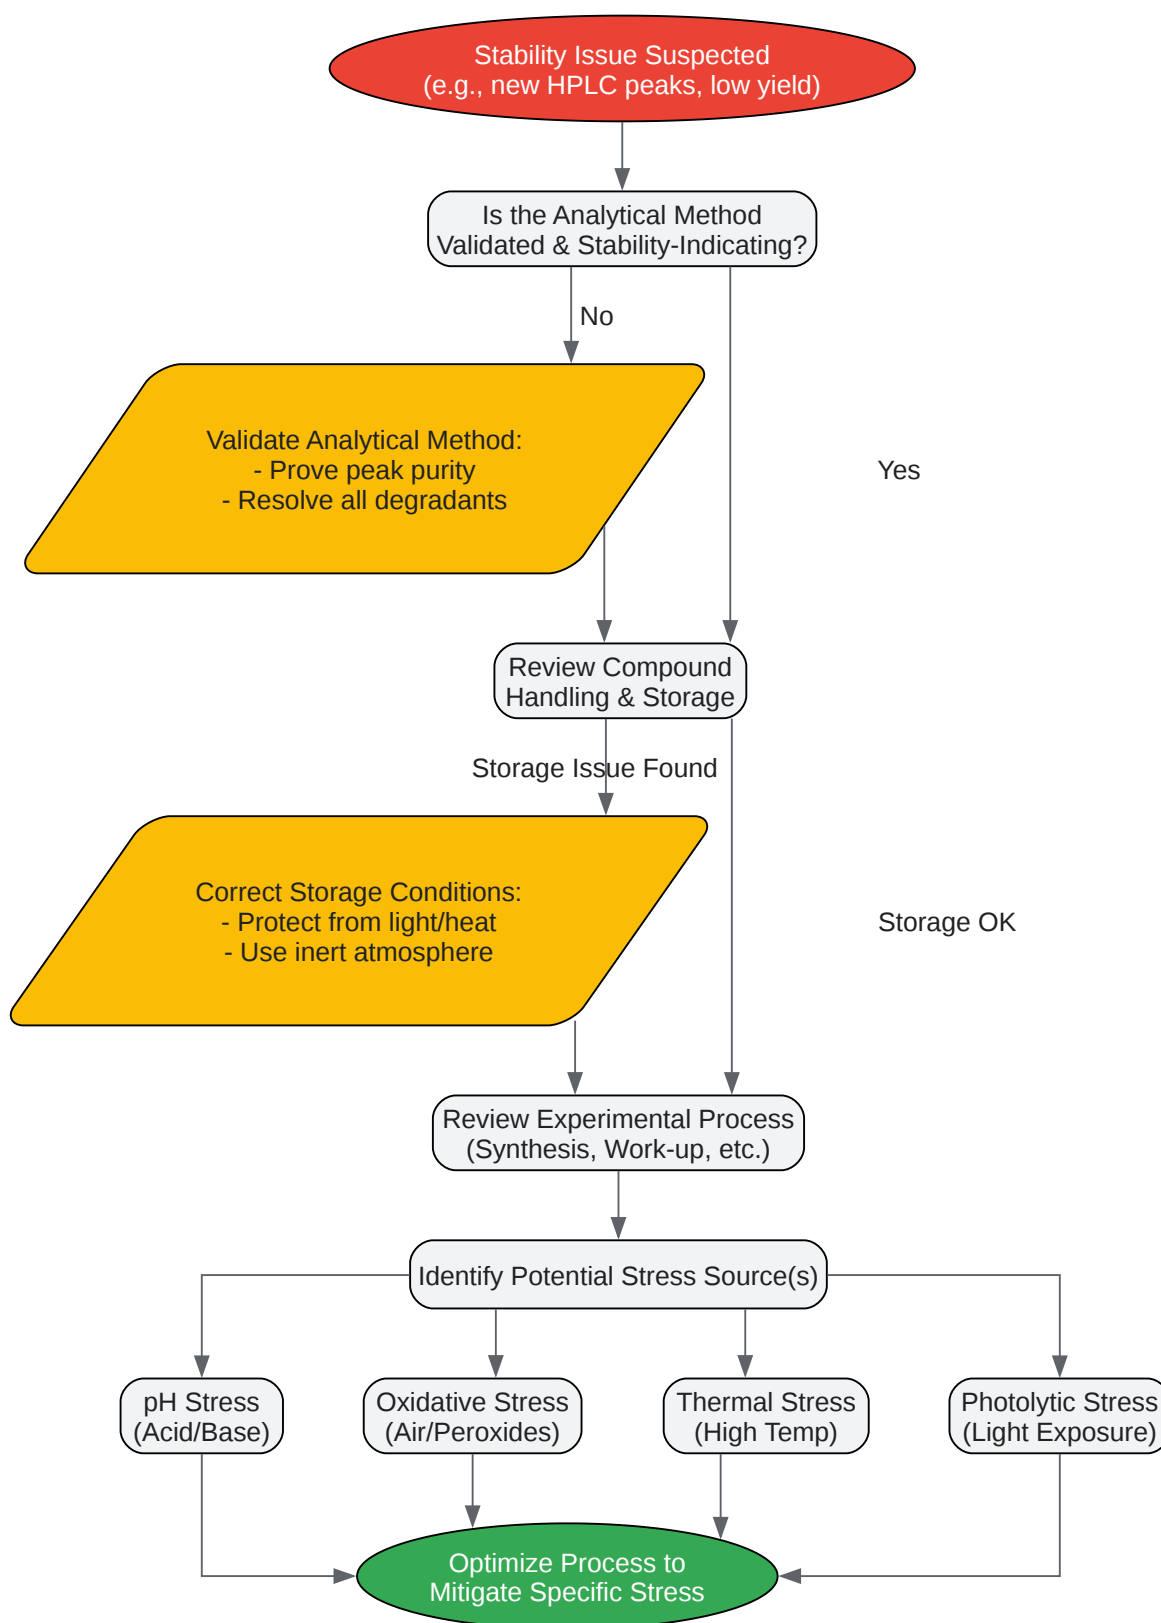 Stability Issue Suspected
(e.g., new HPLC peaks, low yield)
Is the Analytical Method
Validated & Stability-Indicating?
No
Validate Analytical Method:
- Prove peak purity
- Resolve all degradants
Yes
Review Compound
Handling & Storage
Storage Issue Found
Correct Storage Conditions:
- Protect from light/heat
- Use inert atmosphere
Storage OK
Review Experimental Process
(Synthesis, Work-up, etc.)
Identify Potential Stress Source(s)
pH Stress
(Acid/Base)
Oxidative Stress
(Air/Peroxides)
Thermal Stress
(High Temp)
Photolytic Stress
(Light Exposure)
Optimize Process to
Mitigate Specific Stress